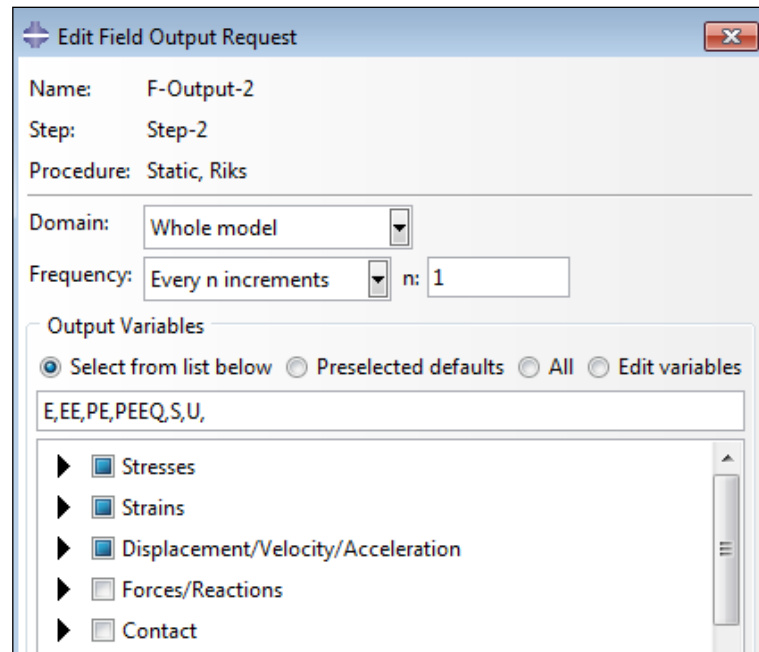 Edit Field Output Request
Name: F-Output-2
Step: Step-2
Procedure: Static, Riks
Domain: Whole model
Frequency: Every n increments n: 1
Output Variables
Select from list below Preselected defaults All Edit variables
E,EE,PE,PEEQ,S,U,
Stresses
Strains
Displacement/Velocity/Acceleration
Forces/Reactions
Contact